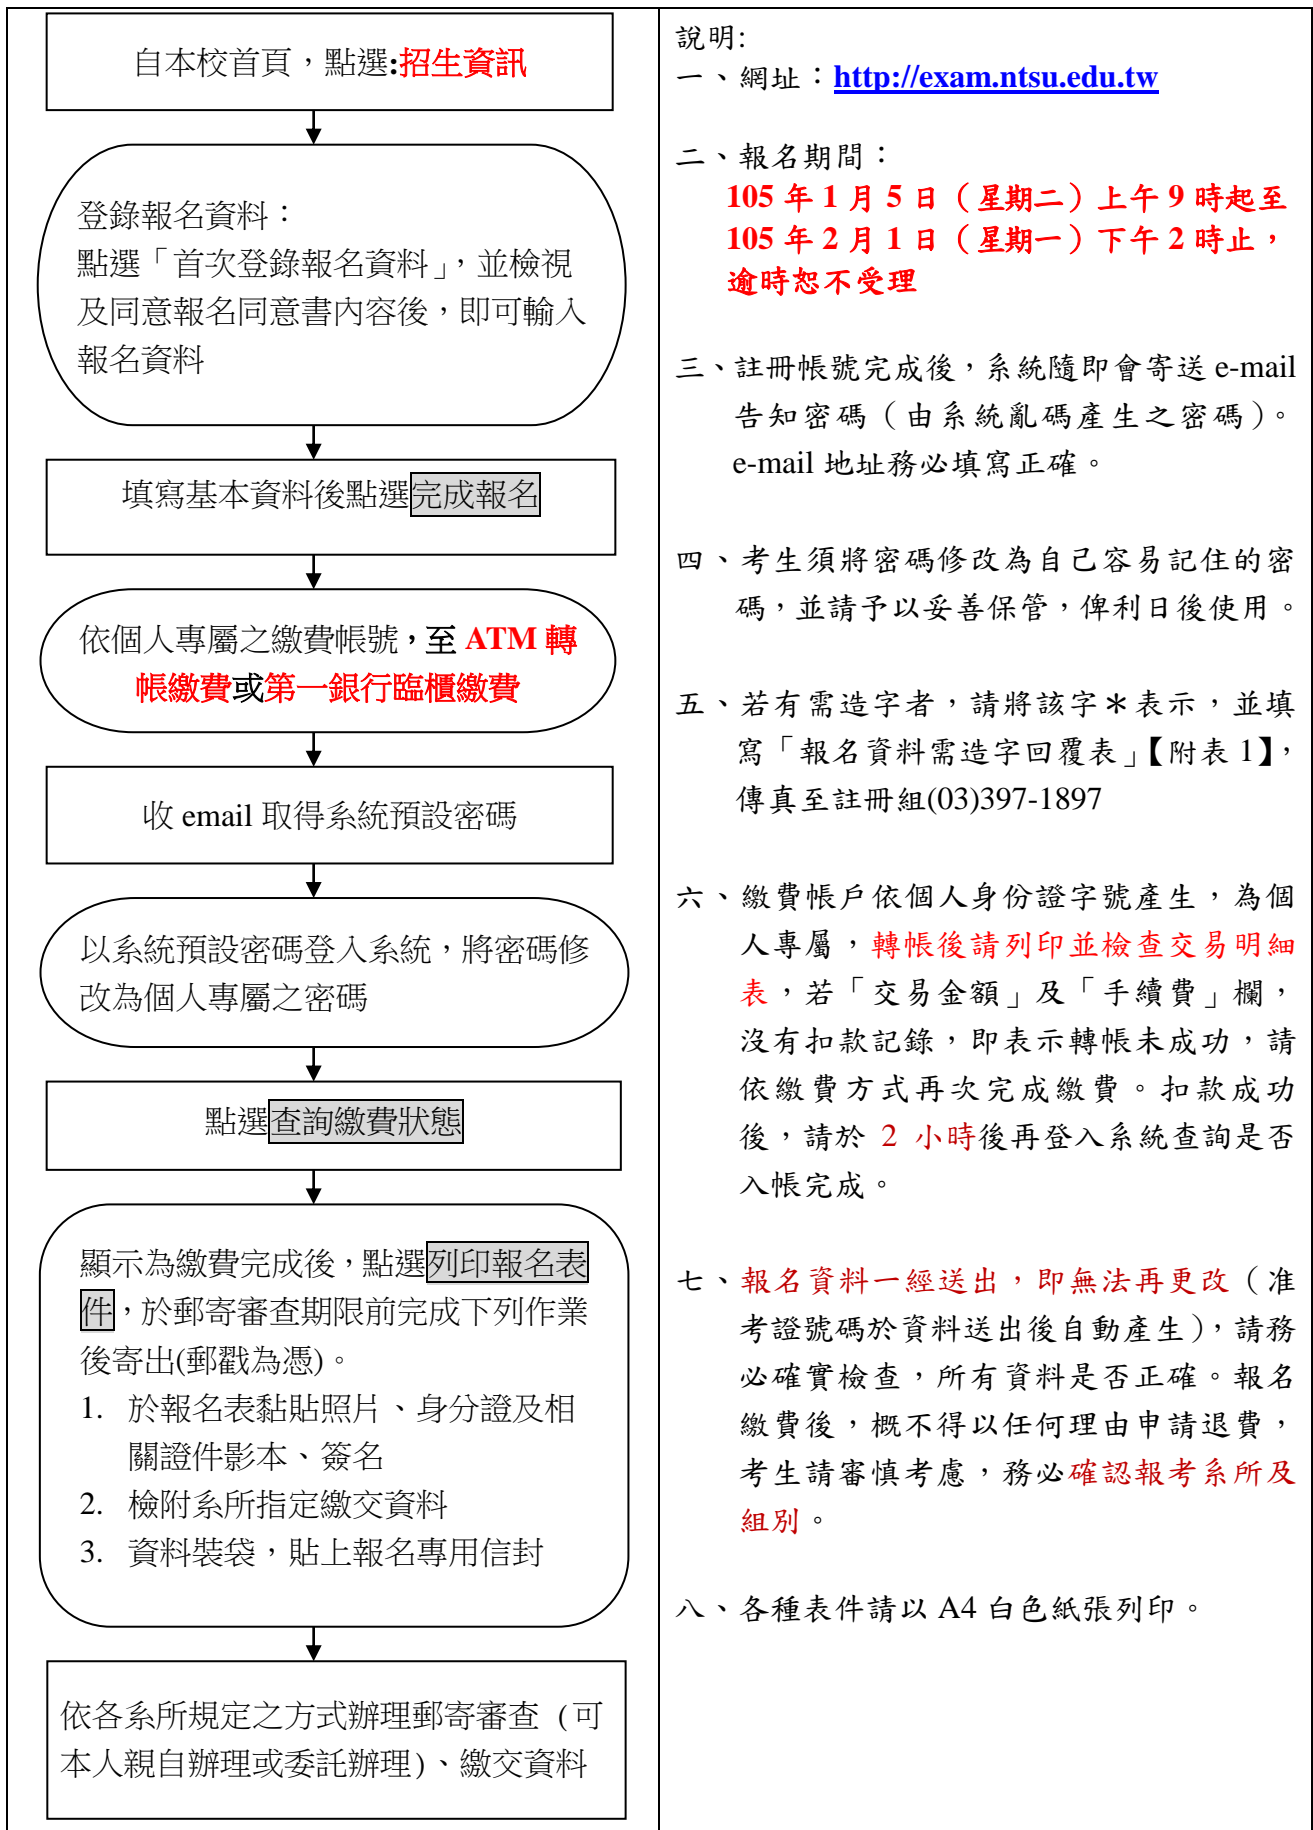 自本校首頁，點選:招生資訊
登錄報名資料：
點選「首次登錄報名資料」，並檢視
及同意報名同意書內容後，即可輸入
報名資料
填寫基本資料後點選完成報名
依個人專屬之繳費帳號，至 ATM 轉
帳繳費或第一銀行臨櫃繳費
收 email 取得系統預設密碼
以系統預設密碼登入系統，將密碼修
改為個人專屬之密碼
點選查詢繳費狀態
顯示為繳費完成後，點選列印報名表
件，於郵寄審查期限前完成下列作業
後寄出(郵戳為憑)。
1. 於報名表黏貼照片、身分證及相
關證件影本、簽名
2. 檢附系所指定繳交資料
3. 資料裝袋，貼上報名專用信封
依各系所規定之方式辦理郵寄審查 (可
本人親自辦理或委託辦理)、繳交資料
說明:
一、網址：http://exam.ntsu.edu.tw
二、報名期間：
105 年 1 月 5 日（星期二）上午 9 時起至
105 年 2 月 1 日（星期一）下午 2 時止，
逾時恕不受理
三、註冊帳號完成後，系統隨即會寄送 e-mail
告知密碼（由系統亂碼產生之密碼）。
e-mail 地址務必填寫正確。
四、考生須將密碼修改為自己容易記住的密
碼，並請予以妥善保管，俾利日後使用。
五、若有需造字者，請將該字＊表示，並填
寫「報名資料需造字回覆表」【附表 1】，
傳真至註冊組(03)397-1897
六、繳費帳戶依個人身份證字號產生，為個
人專屬，轉帳後請列印並檢查交易明細
表，若「交易金額」及「手續費」欄，
沒有扣款記錄，即表示轉帳未成功，請
依繳費方式再次完成繳費。扣款成功
後，請於 2 小時後再登入系統查詢是否
入帳完成。
七、報名資料一經送出，即無法再更改（准
考證號碼於資料送出後自動產生），請務
必確實檢查，所有資料是否正確。報名
繳費後，概不得以任何理由申請退費，
考生請審慎考慮，務必確認報考系所及
組別。
八、各種表件請以 A4 白色紙張列印。